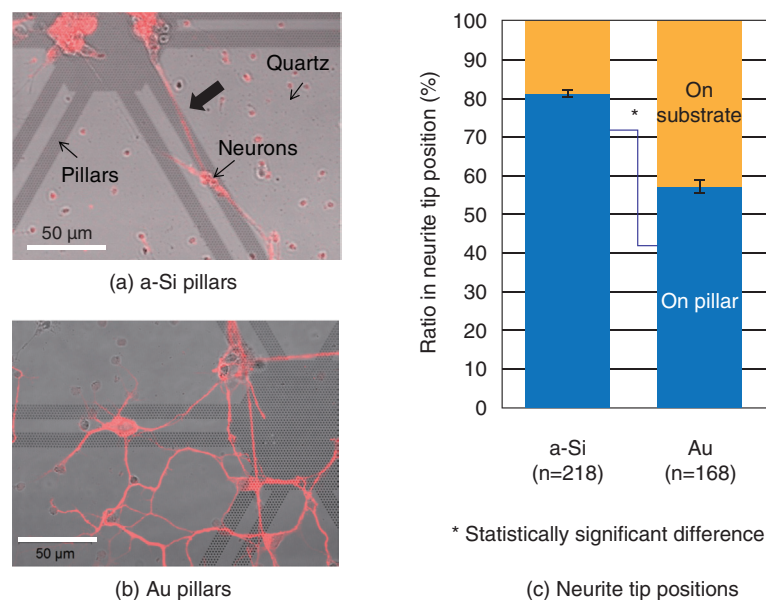 Quartz
Neurons
Pillars
50 µm
(a) a-Si pillars
50 µm
(b) Au pillars
Ratio in neurite tip position (%)
100
90
80
70
60
50
40
30
20
10
0
*
On
substrate
On pillar
a-Si
(n=218)
Au
(n=168)
* Statistically significant difference
(c) Neurite tip positions